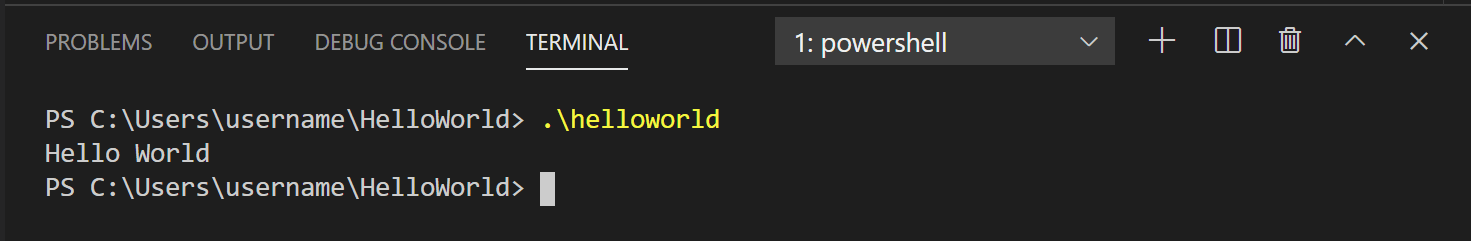 PROBLEMS OUTPUT DEBUG CONSOLE TERMINAL 1: powershell
PS C:\Users\username\HelloWorld> .\helloworld
Hello World
PS C:\Users\username\HelloWorld>